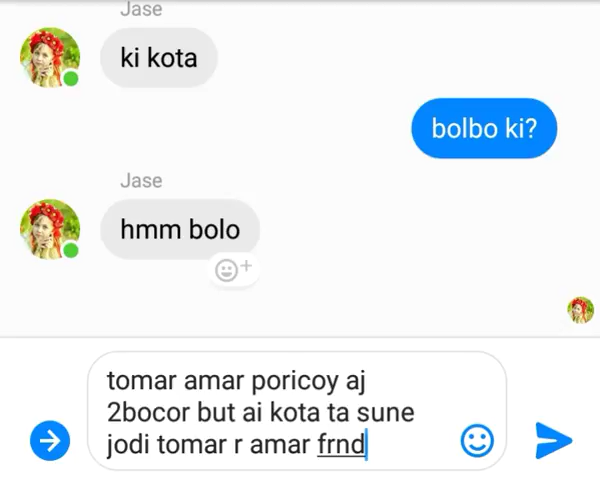 Jase
ki kota
bolbo ki?
Jase
hmm bolo
tomar amar poricoy aj
2bocor but ai kota ta sune
jodi tomar r amar frnd